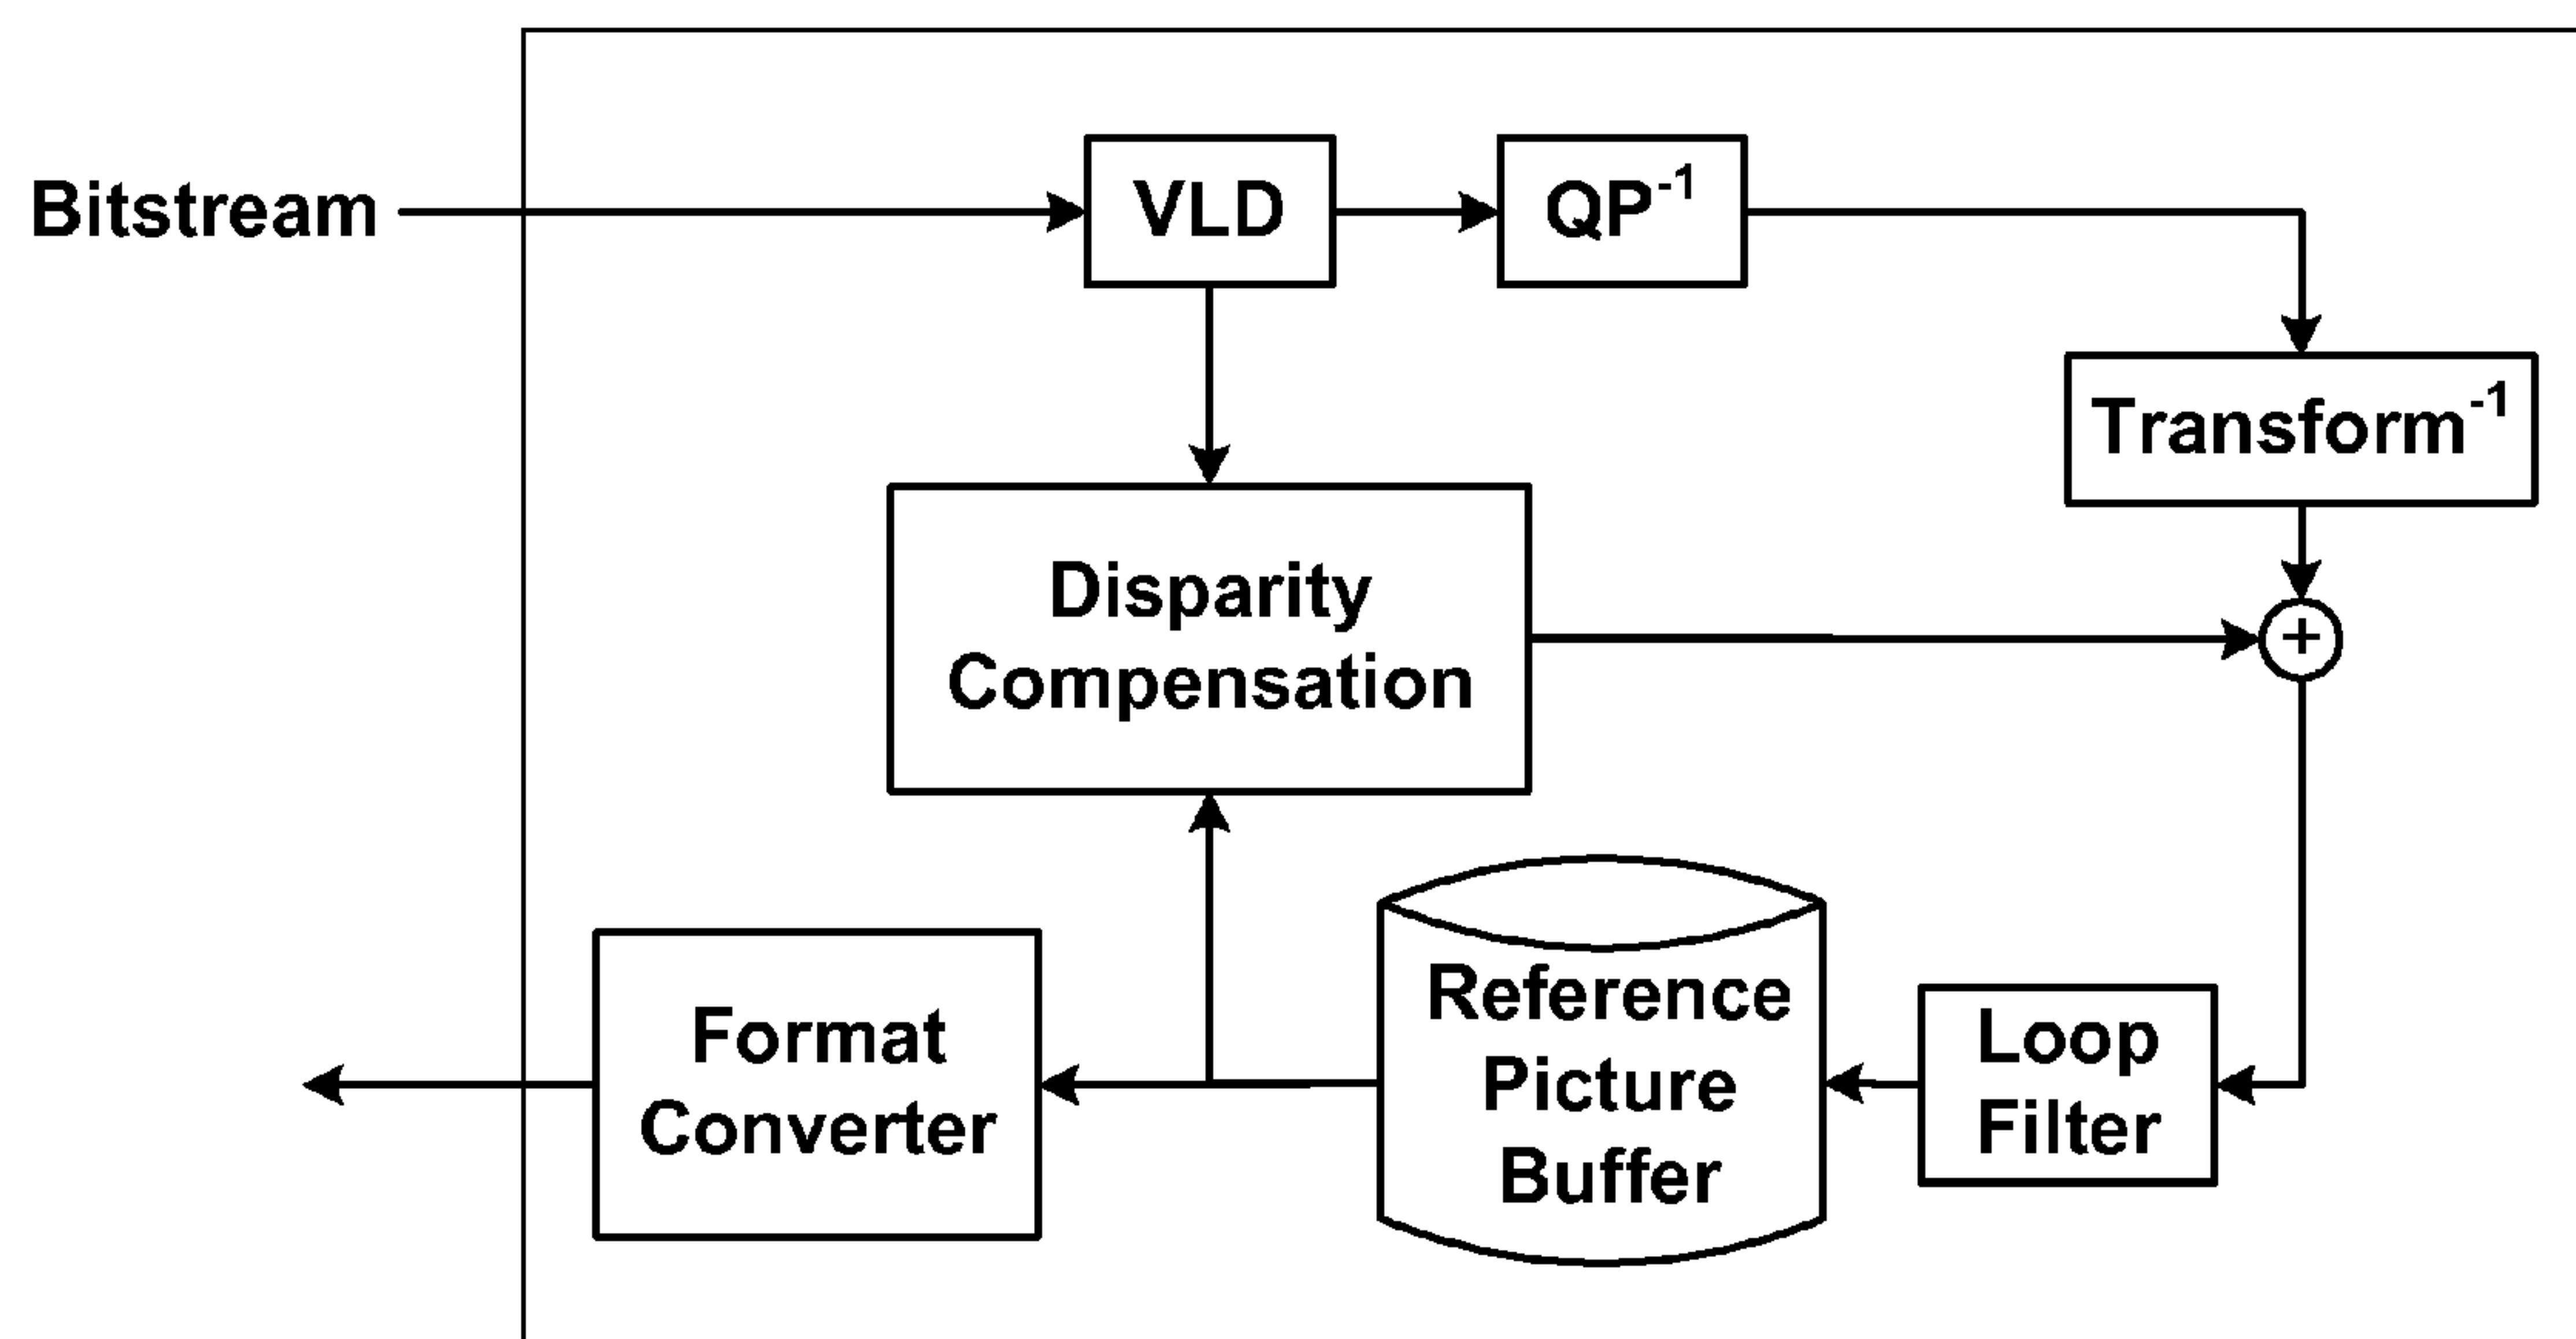 Bitstream
VLD
QP⁻¹
Transform⁻¹
Disparity
Compensation
+
Format
Converter
Reference
Picture
Buffer
Loop
Filter